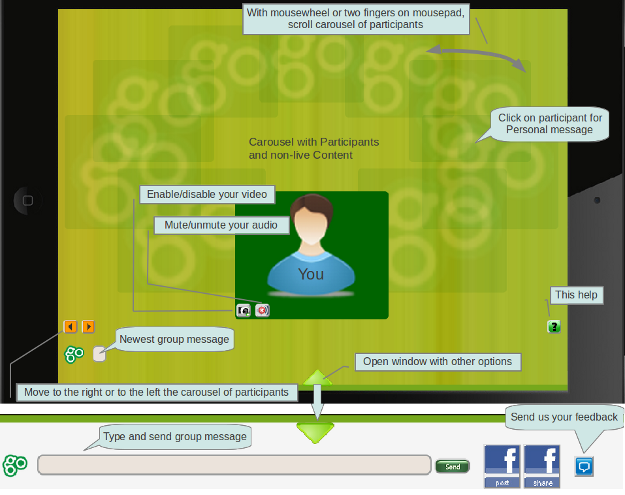 With mousewheel or two fingers on mousepad,
scroll carousel of participants
Click on participant for
Personal message
Carousel with Participants
and non-live Content
Enable/disable your video
Mute/unmute your audio
You
This help
?
Newest group message
Open window with other options
Move to the right or to the left the carousel of participants
Send us your feedback
Type and send group message
Send
f
post
f
share